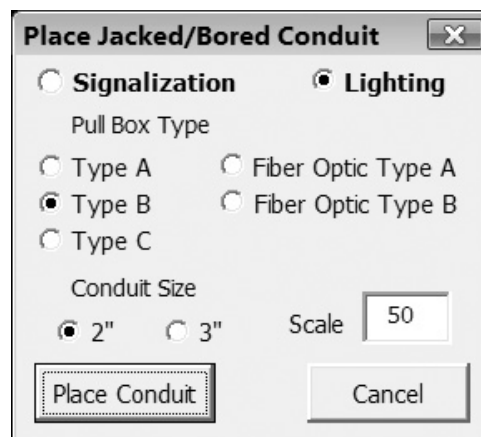 Place Jacked/Bored Conduit
Signalization Lighting
Pull Box Type
Type A Fiber Optic Type A
Type B Fiber Optic Type B
Type C
Conduit Size
2" 3" Scale 50
Place Conduit Cancel